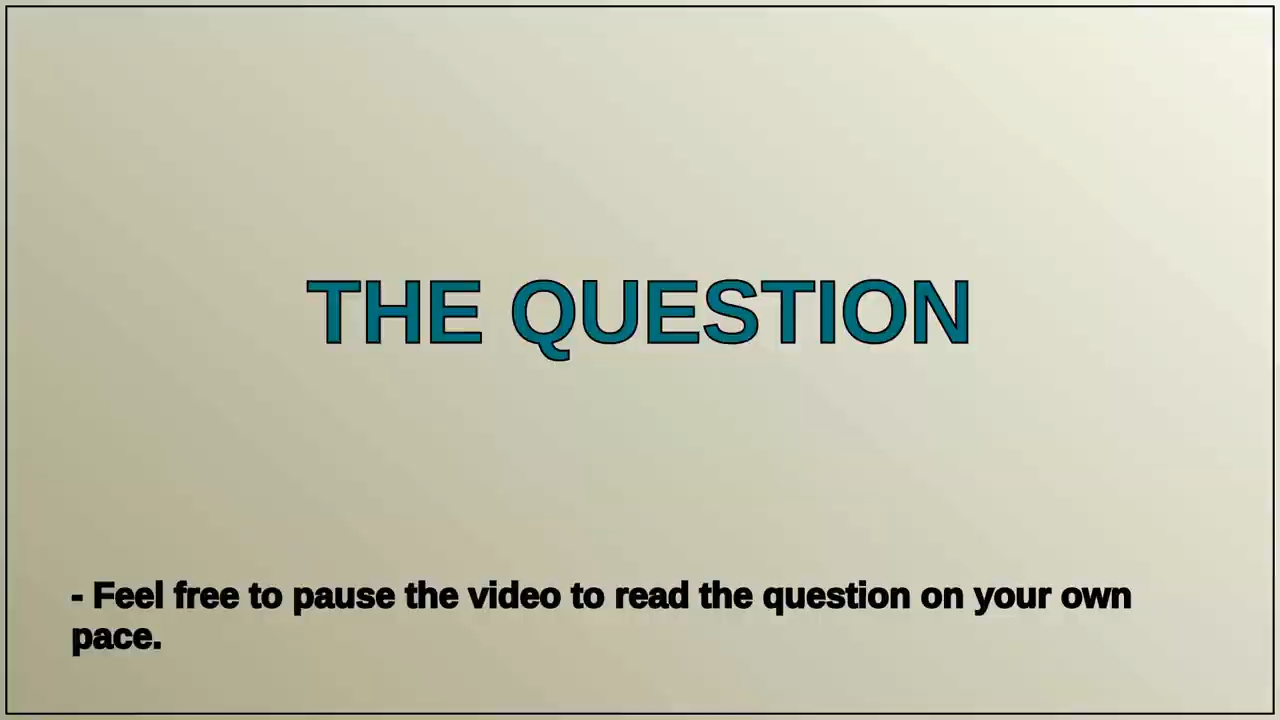 THE QUESTION
- Feel free to pause the video to read the question on your own
pace.